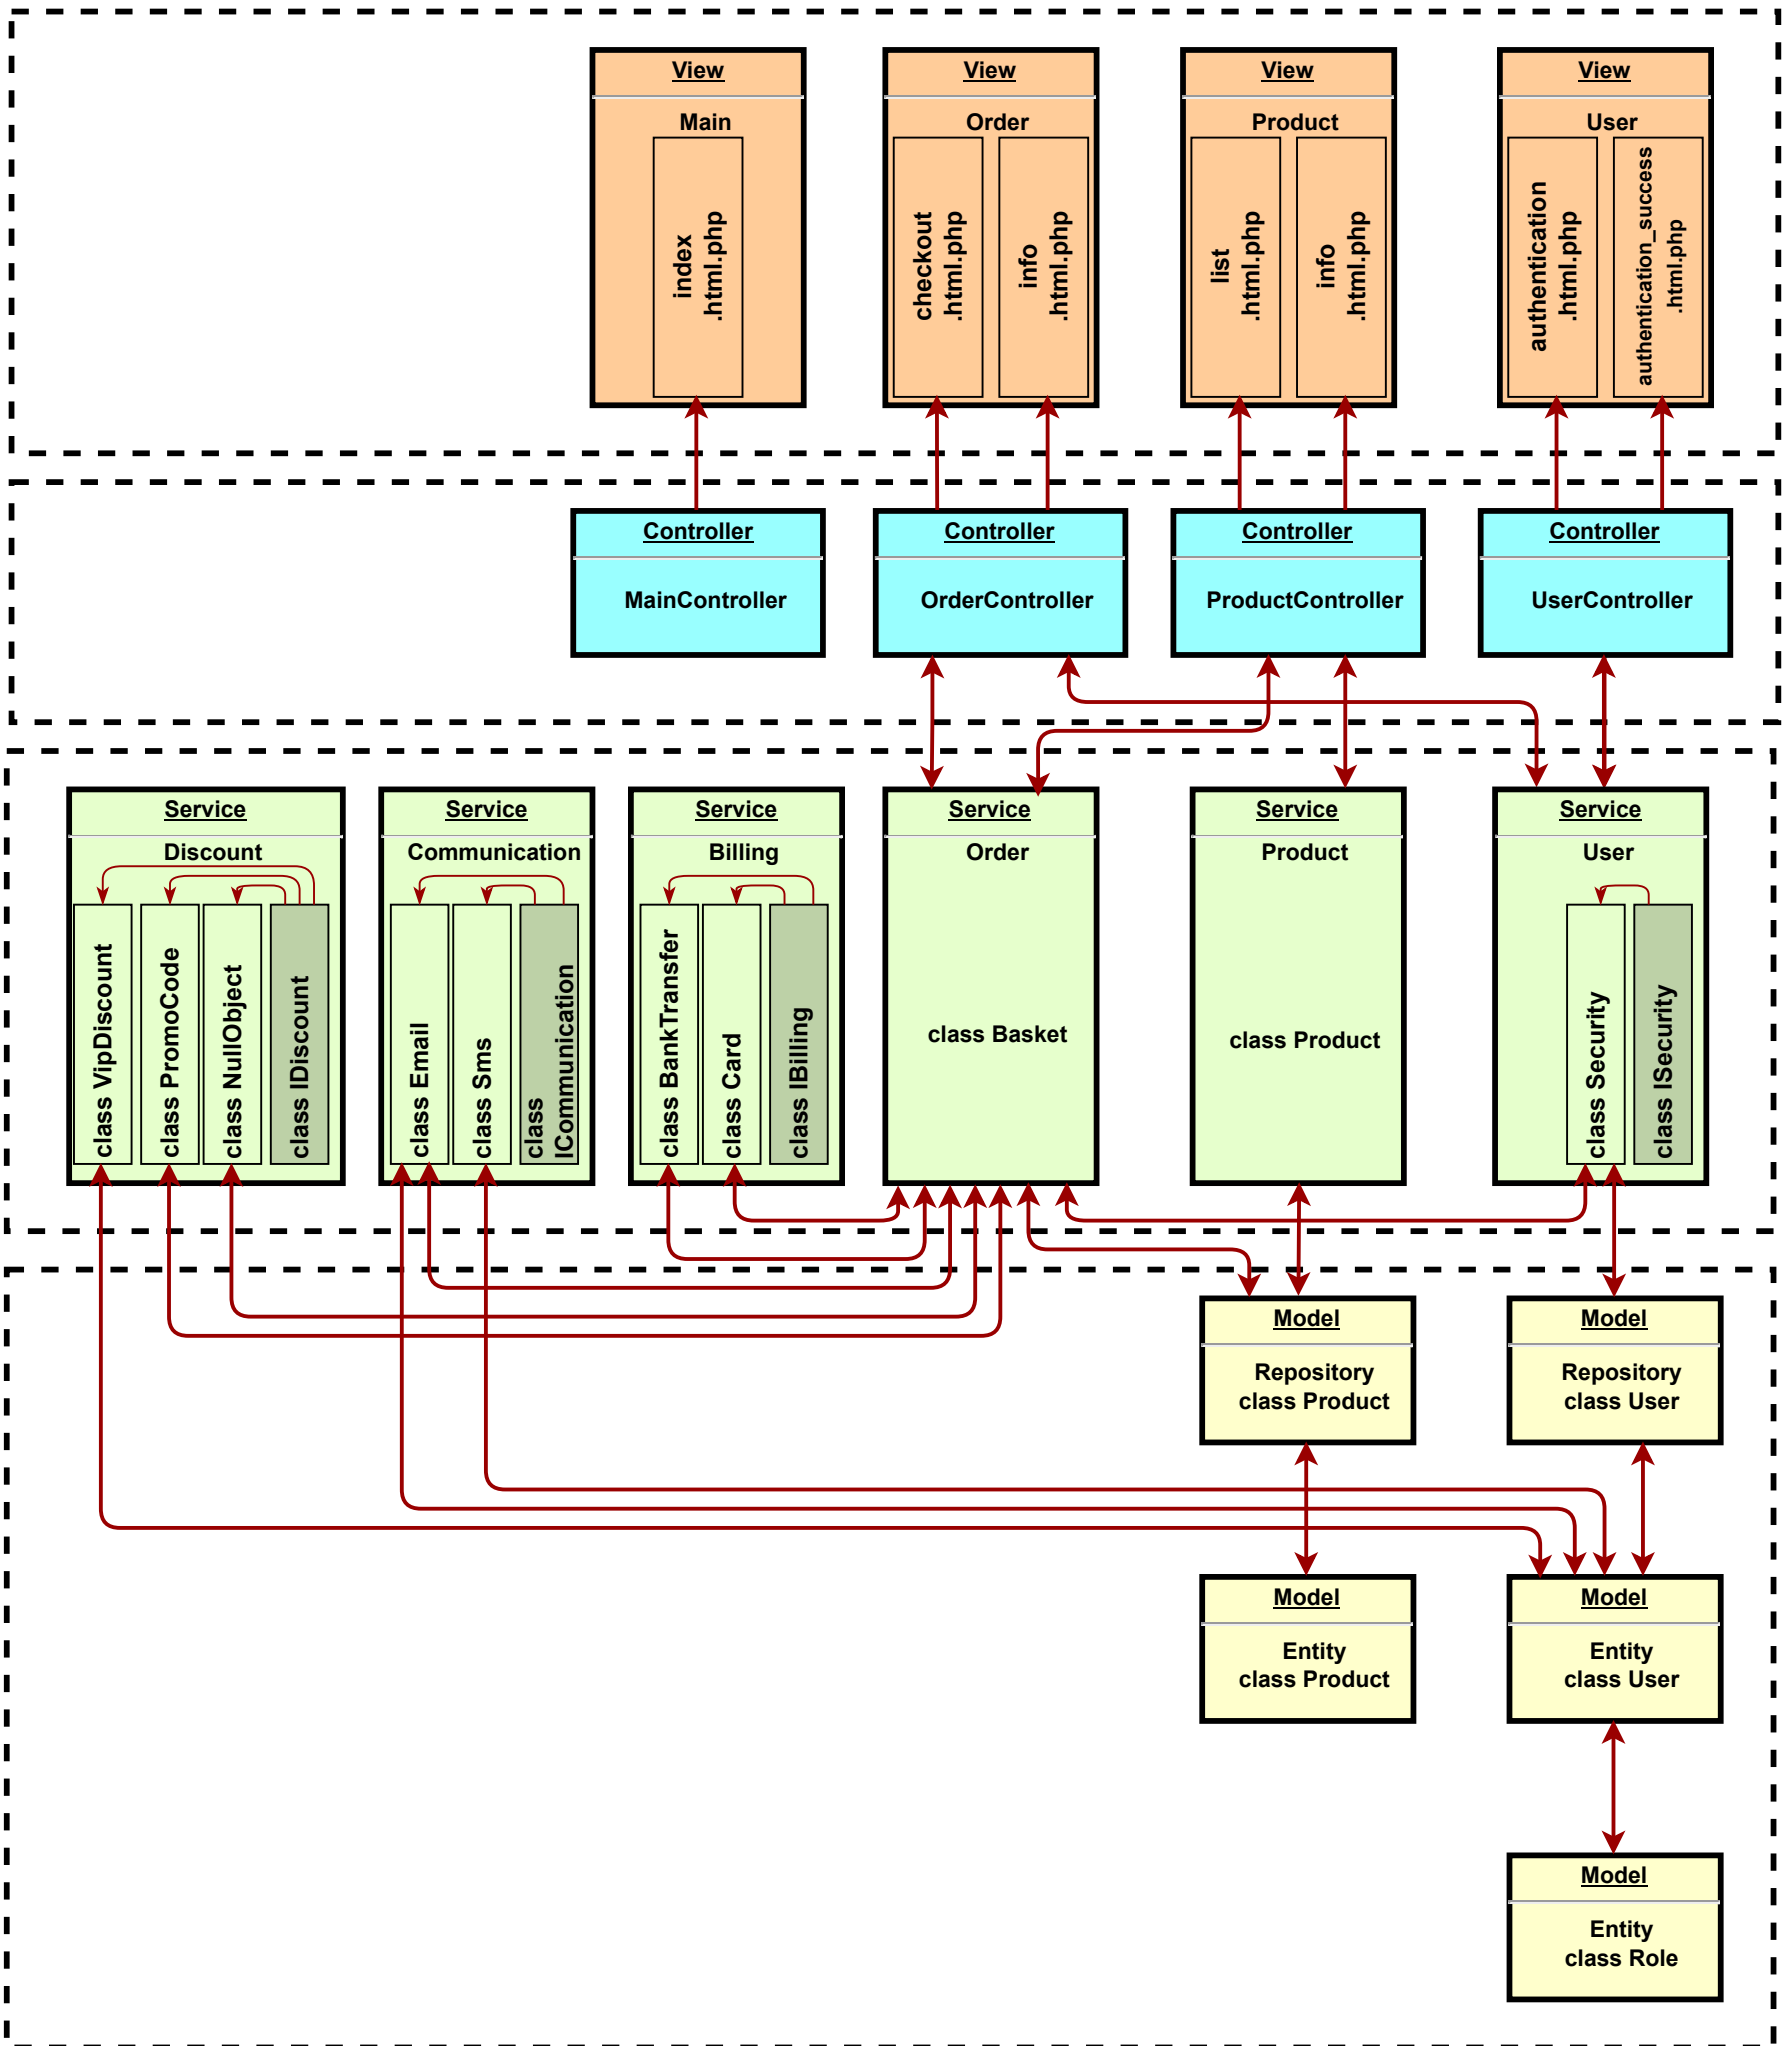 View
Main
index
.html.php
View
Order
checkout
.html.php
info
.html.php
View
Product
list
.html.php
info
.html.php
View
User
authentication
.html.php
authentication_success
.html.php
Controller
MainController
Controller
OrderController
Controller
ProductController
Controller
UserController
Service
Discount
class VipDiscount
class PromoCode
class NullObject
class IDiscount
Service
Communication
class Email
class Sms
class
ICommunication
Service
Billing
class BankTransfer
class Card
class IBilling
Service
Order
class Basket
Service
Product
class Product
Service
User
class Security
class ISecurity
Model
Repository
class Product
Model
Repository
class User
Model
Entity
class Product
Model
Entity
class User
Model
Entity
class Role